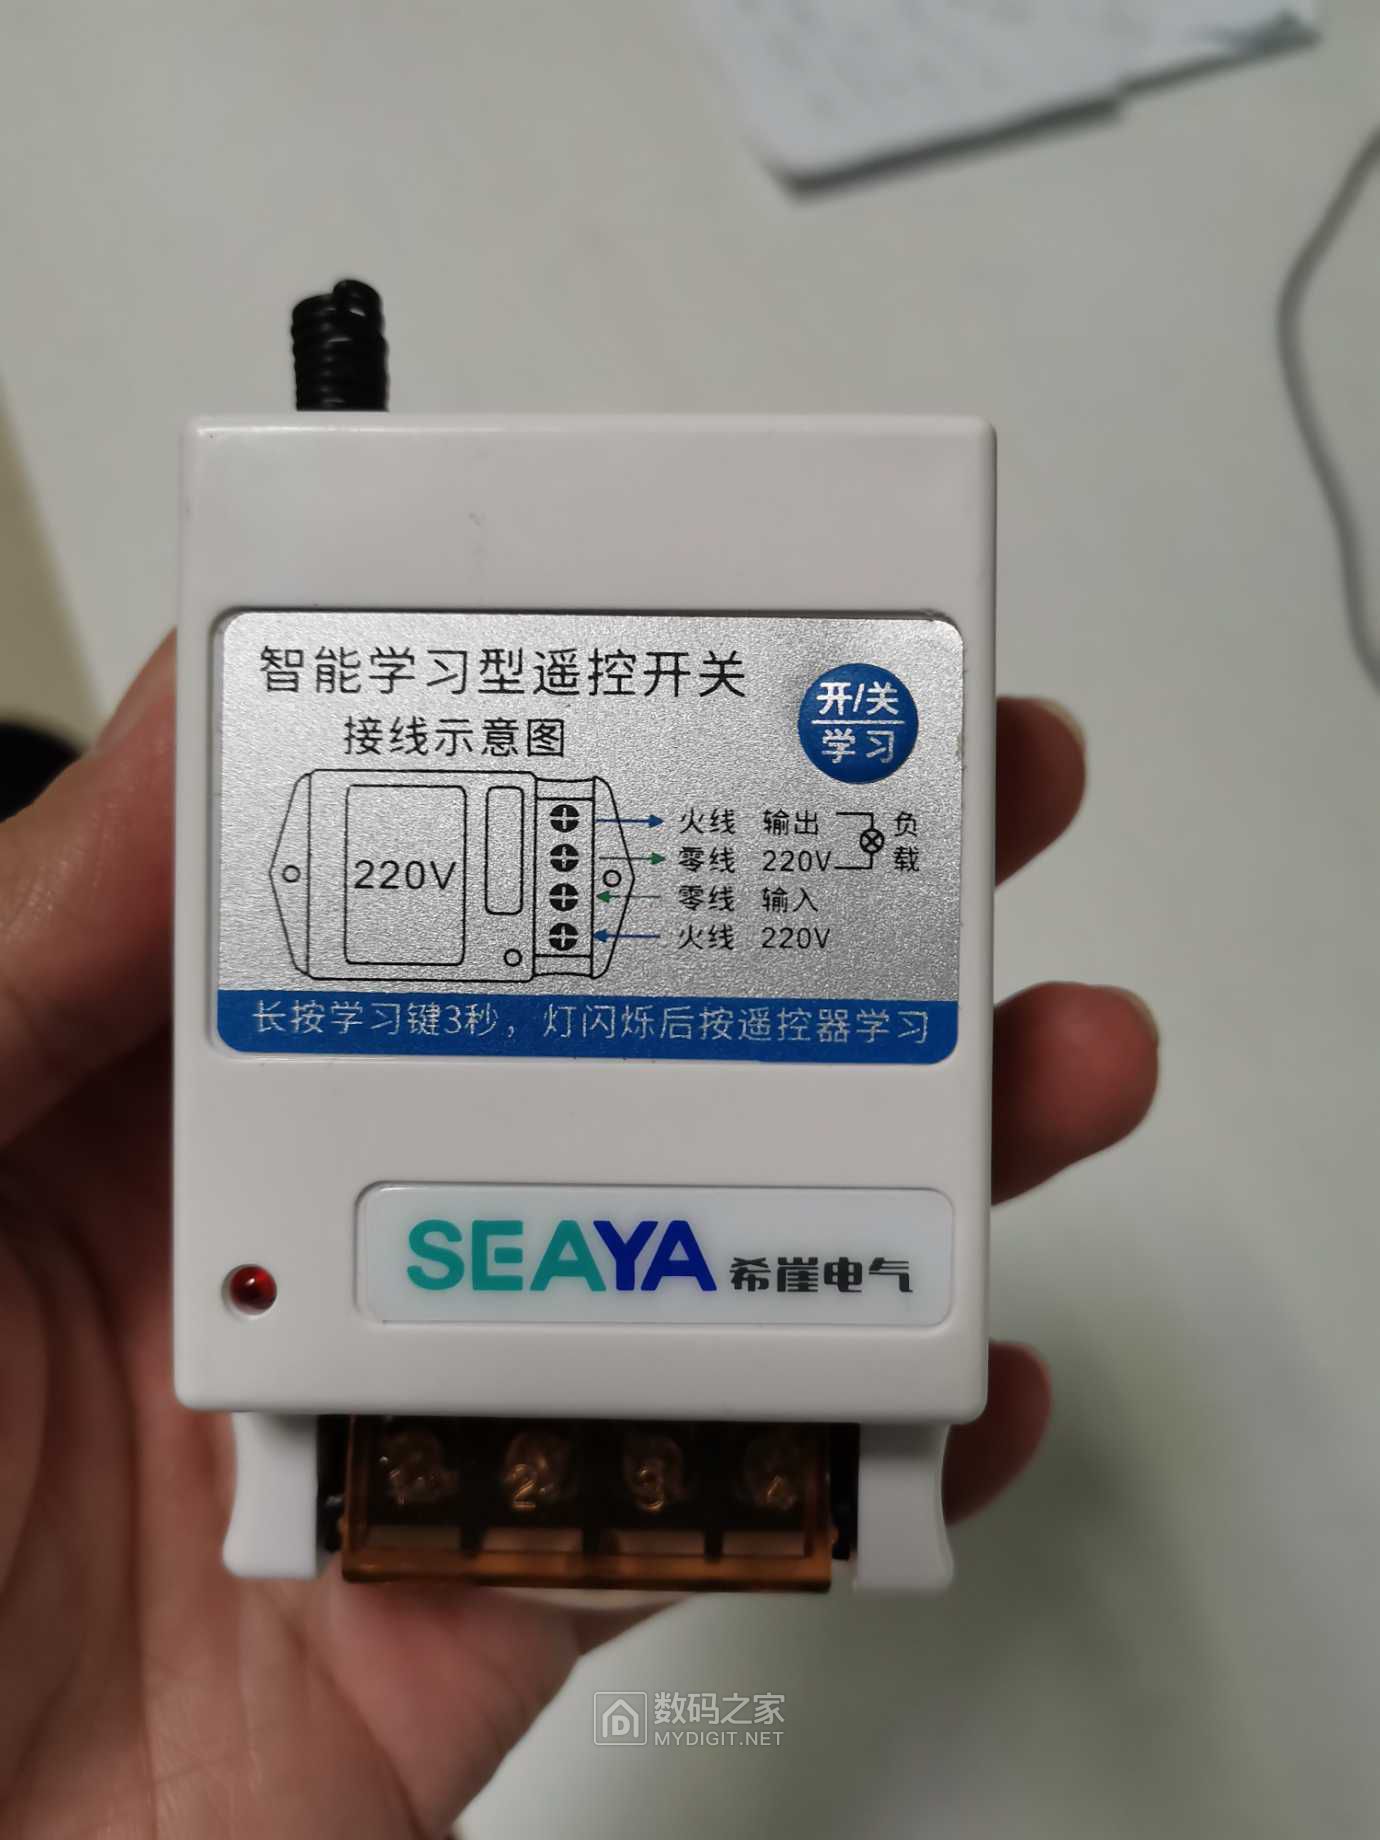 智能学习型遥控开关
开/关
学习
接线示意图
220V
火线 输出 负
零线 220V 载
零线 输入
火线 220V
长按学习键3秒，灯闪烁后按遥控器学习
SEAYA 希崖电气
1 2 3 4
数码之家
MYDIGIT.NET